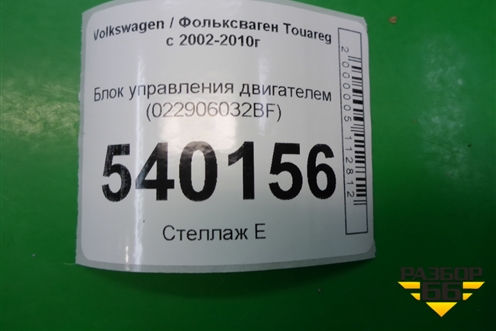 Volkswagen / Фольксваген Touareg
с 2002-2010г
Блок управления двигателем
(022906032BF)
540156
Стеллаж Е
2000005112812
РАЗБОР
66